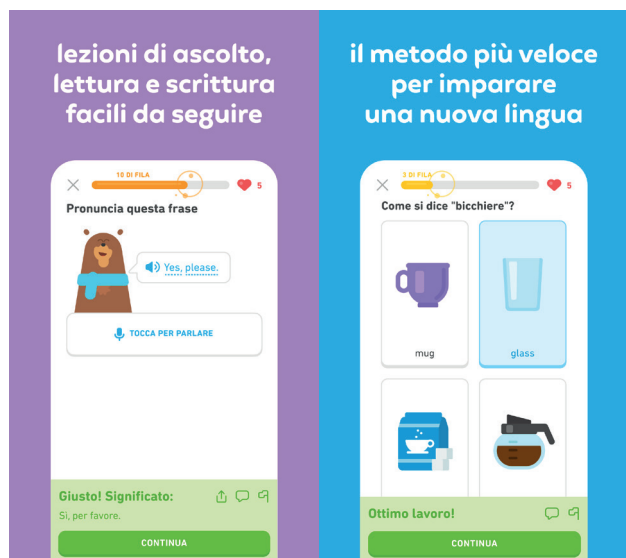 lezioni di ascolto,
lettura e scrittura
facili da seguire
10 DI FILA
5
Pronuncia questa frase
Yes, please.
TOCCA PER PARLARE
Giusto! Significato:
Sì, per favore.
CONTINUA
il metodo più veloce
per imparare
una nuova lingua
3 DI FILA
5
Come si dice "bicchiere"?
mug
glass
Ottimo lavoro!
CONTINUA